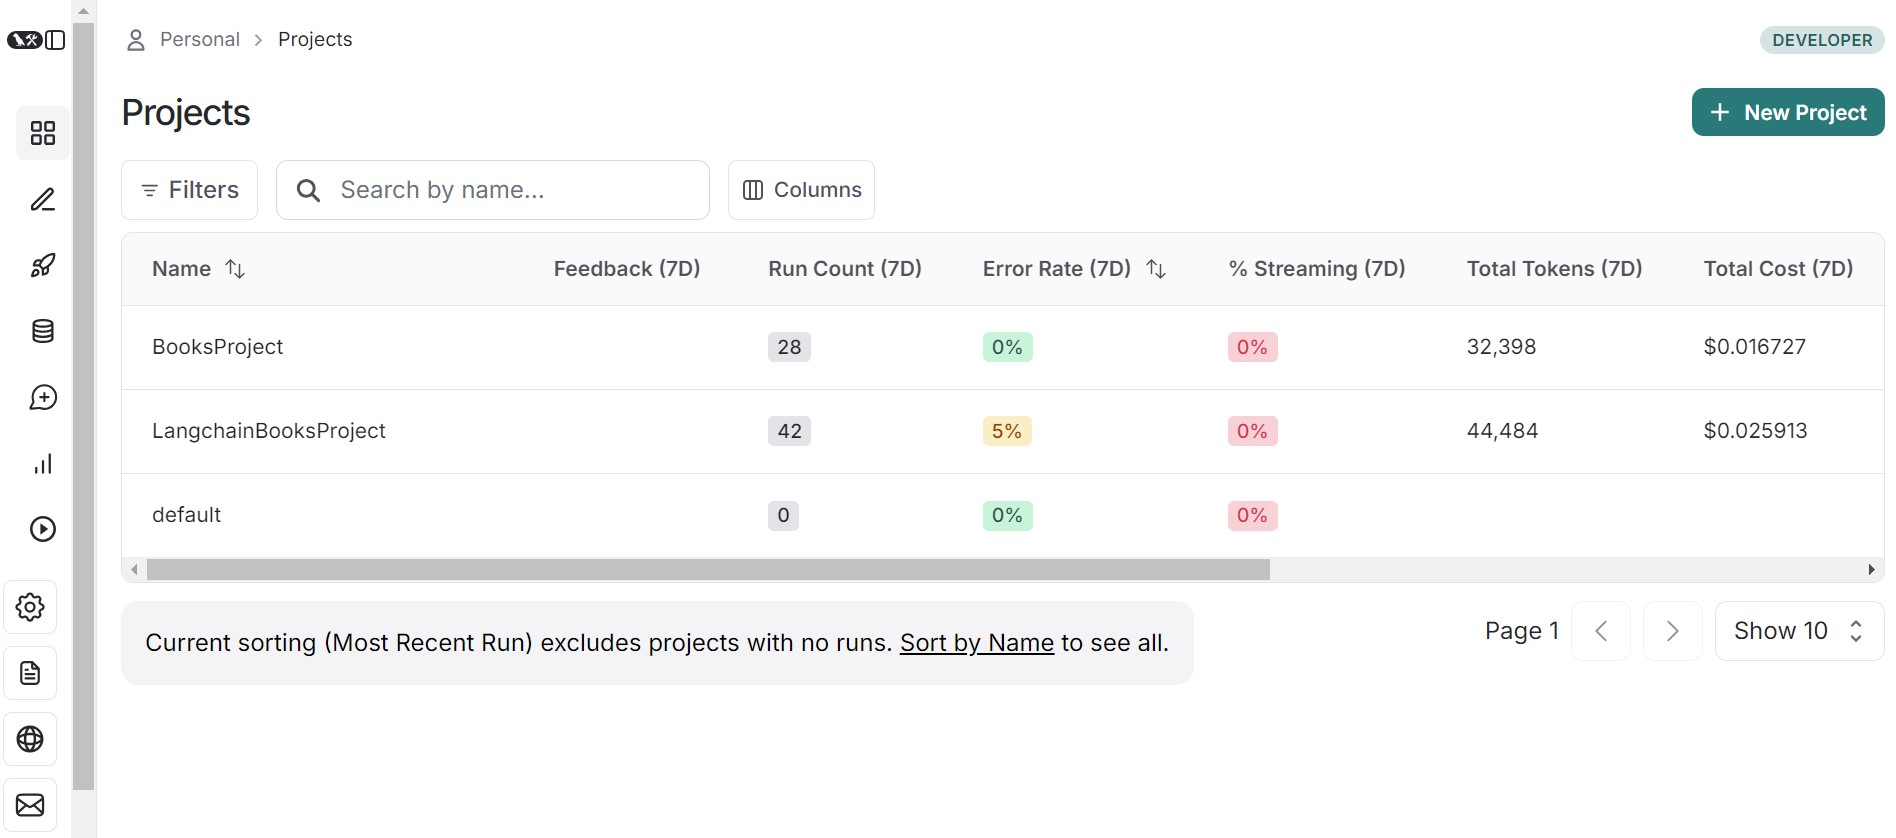 Personal > Projects
DEVELOPER
Projects
New Project
Filters
Search by name...
Columns
Name Feedback (7D) Run Count (7D) Error Rate (7D) % Streaming (7D) Total Tokens (7D) Total Cost (7D)
BooksProject 28 0% 0% 32,398 $0.016727
LangchainBooksProject 42 5% 0% 44,484 $0.025913
default 0 0% 0%
Current sorting (Most Recent Run) excludes projects with no runs. Sort by Name to see all.
Page 1
Show 10